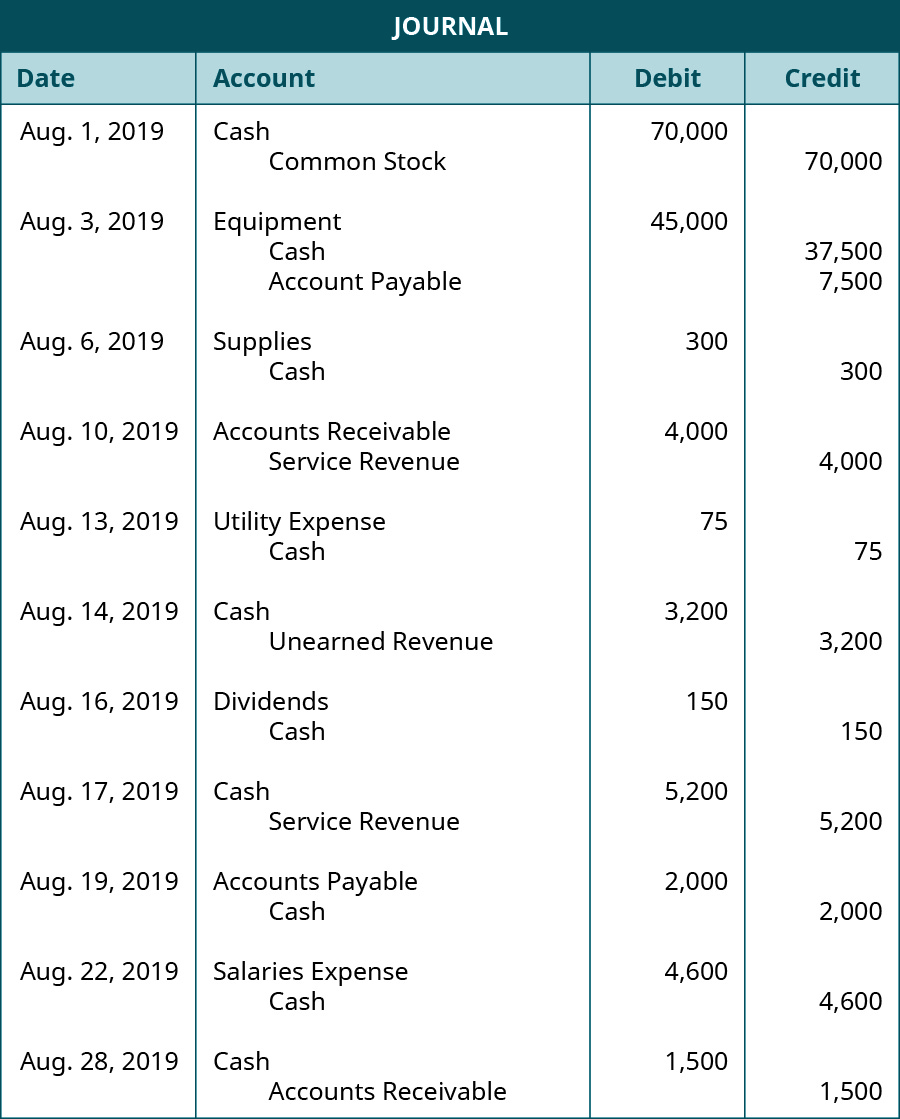 JOURNAL
Date Account Debit Credit
Aug. 1, 2019 Cash 70,000
Common Stock 70,000
Aug. 3, 2019 Equipment 45,000
Cash 37,500
Account Payable 7,500
Aug. 6, 2019 Supplies 300
Cash 300
Aug. 10, 2019 Accounts Receivable 4,000
Service Revenue 4,000
Aug. 13, 2019 Utility Expense 75
Cash 75
Aug. 14, 2019 Cash 3,200
Unearned Revenue 3,200
Aug. 16, 2019 Dividends 150
Cash 150
Aug. 17, 2019 Cash 5,200
Service Revenue 5,200
Aug. 19, 2019 Accounts Payable 2,000
Cash 2,000
Aug. 22, 2019 Salaries Expense 4,600
Cash 4,600
Aug. 28, 2019 Cash 1,500
Accounts Receivable 1,500